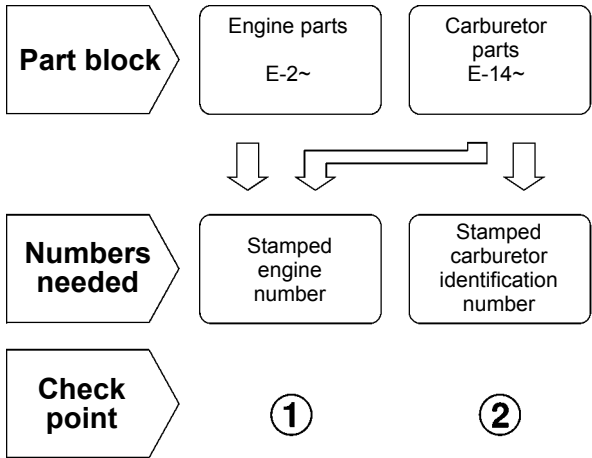 Part block
Engine parts
E-2~
Carburetor
parts
E-14~
Numbers
needed
Stamped
engine
number
Stamped
carburetor
identification
number
Check
point
①
②